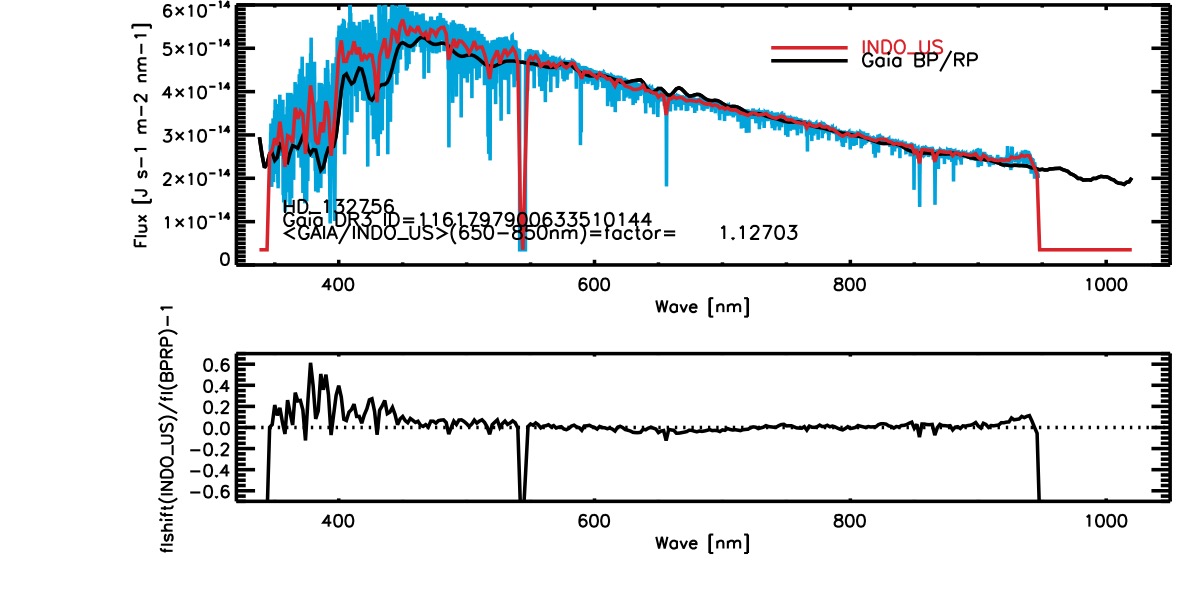 6×10-14
5×10-14
4×10-14
3×10-14
2×10-14
1×10-14
0
Flux [J s-1 m-2 nm-1]
INDO_US
Gaia BP/RP
HD_132756
Gaia DR3 ID=1161797900633510144
<GAIA/INDO_US>(650-850nm)=factor= 1.12703
400 600 800 1000
Wave [nm]
flshift(INDO_US)/fl(BPRP)-1
0.6
0.4
0.2
0.0
-0.2
-0.4
-0.6
400 600 800 1000
Wave [nm]